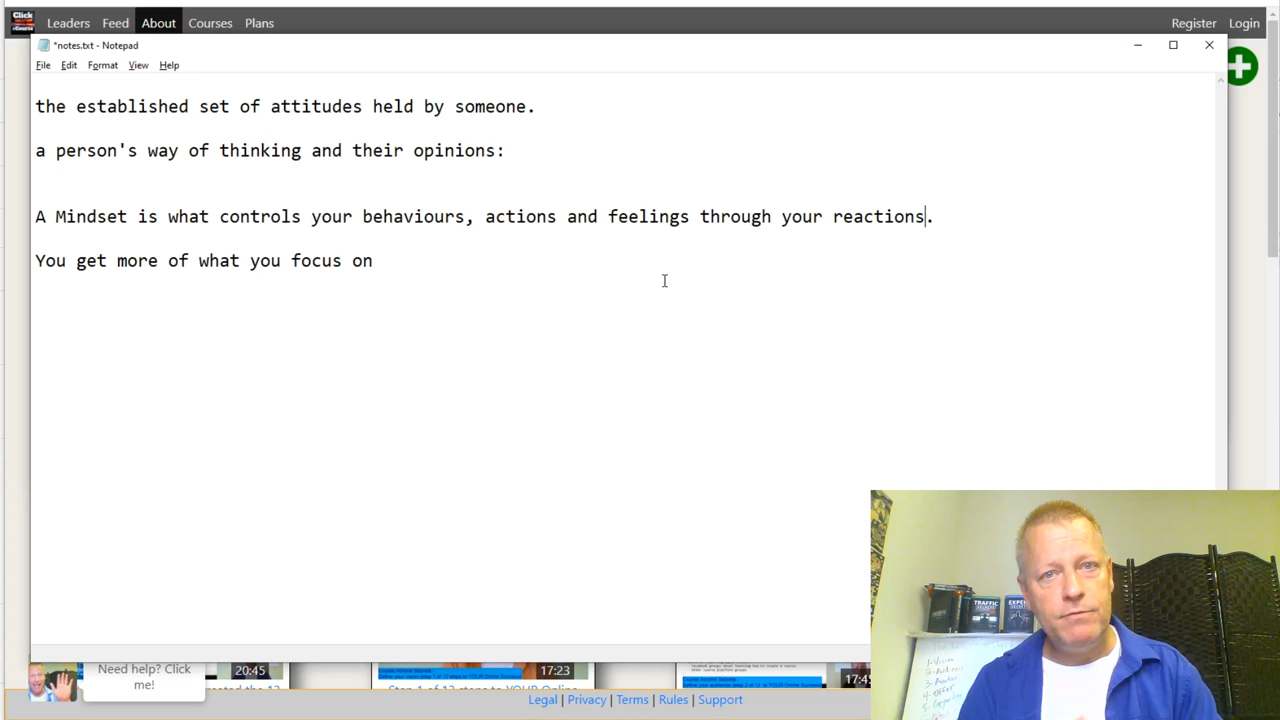 Click
Leaders Feed About Courses Plans Register Login
*notes.txt - Notepad
File Edit Format View Help
the established set of attitudes held by someone.
a person's way of thinking and their opinions:
A Mindset is what controls your behaviours, actions and feelings through your reactions.
You get more of what you focus on
TRAFFIC
Need help? Click
me!
20:45
17:23
17:45
Legal | Privacy | Terms | Rules | Support